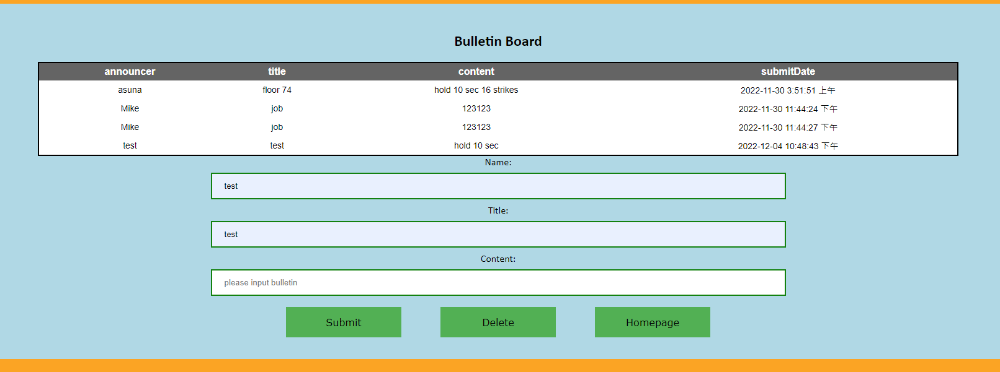 Bulletin Board
announcer title content submitDate
asuna floor 74 hold 10 sec 16 strikes 2022-11-30 3:51:51 上午
Mike job 123123 2022-11-30 11:44:24 下午
Mike job 123123 2022-11-30 11:44:27 下午
test test hold 10 sec 2022-12-04 10:48:43 下午
Name:
test
Title:
test
Content:
please input bulletin
Submit Delete Homepage